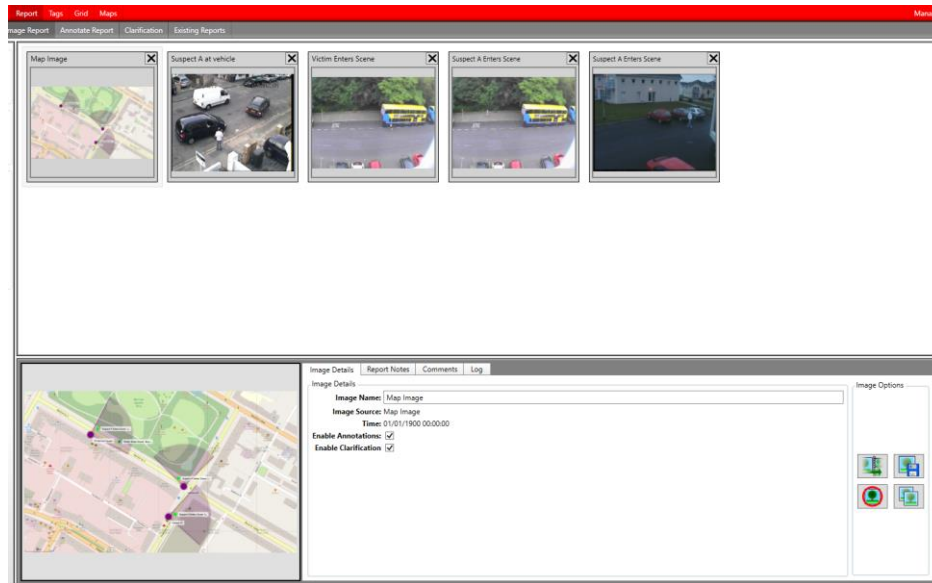 Report Tags Grid Maps
Image Report Annotate Report Clarification Existing Reports
Map Image
Suspect A at vehicle
Victim Enters Scene
Suspect A Enters Scene
Suspect A Enters Scene
Image Details Report Notes Comments Log
Image Details
Image Name: Map Image
Image Source: Map Image
Time: 01/01/1900 00:00:00
Enable Annotations:
Enable Clarification
Image Options